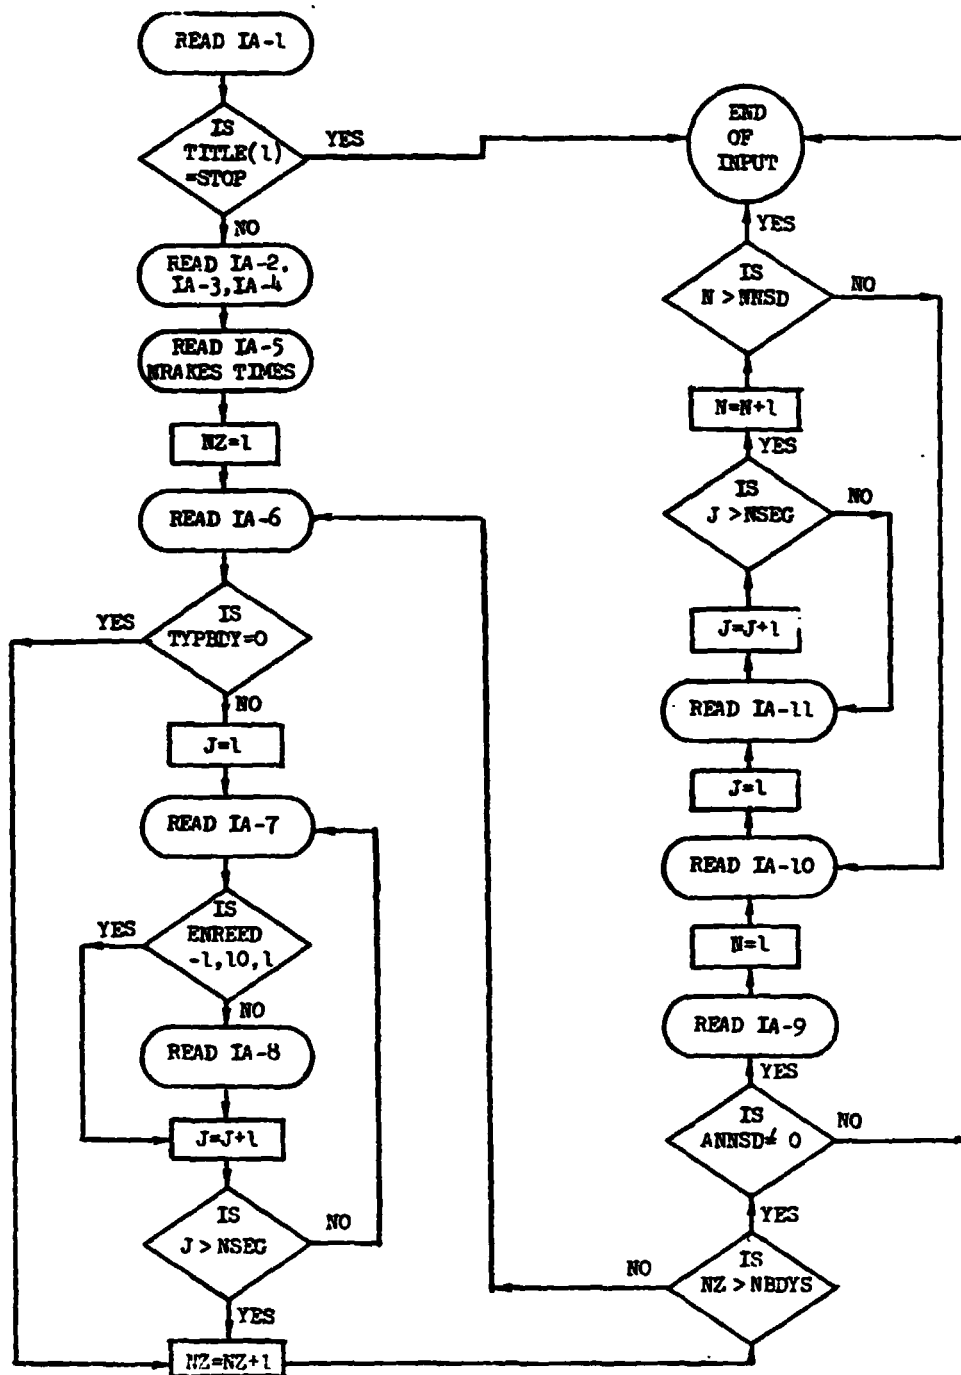 READ IA-1
IS
TITLE(1)
=STOP
YES
NO
READ IA-2,
IA-3,IA-4
READ IA-5
NRAKES TIMES
NZ=1
READ IA-6
IS
TYPBDY=0
YES
NO
J=1
READ IA-7
IS
ENREED
-1,10,1
YES
NO
READ IA-8
J=J+1
IS
J>NSEG
NO
YES
NZ=NZ+1
END
OF
INPUT
YES
IS
N>NNSD
NO
N=N+1
YES
IS
J>NSEG
NO
J=J+1
READ IA-11
J=1
READ IA-10
N=1
READ IA-9
YES
IS
ANNSD≠ 0
NO
YES
IS
NZ>NBDYS
NO